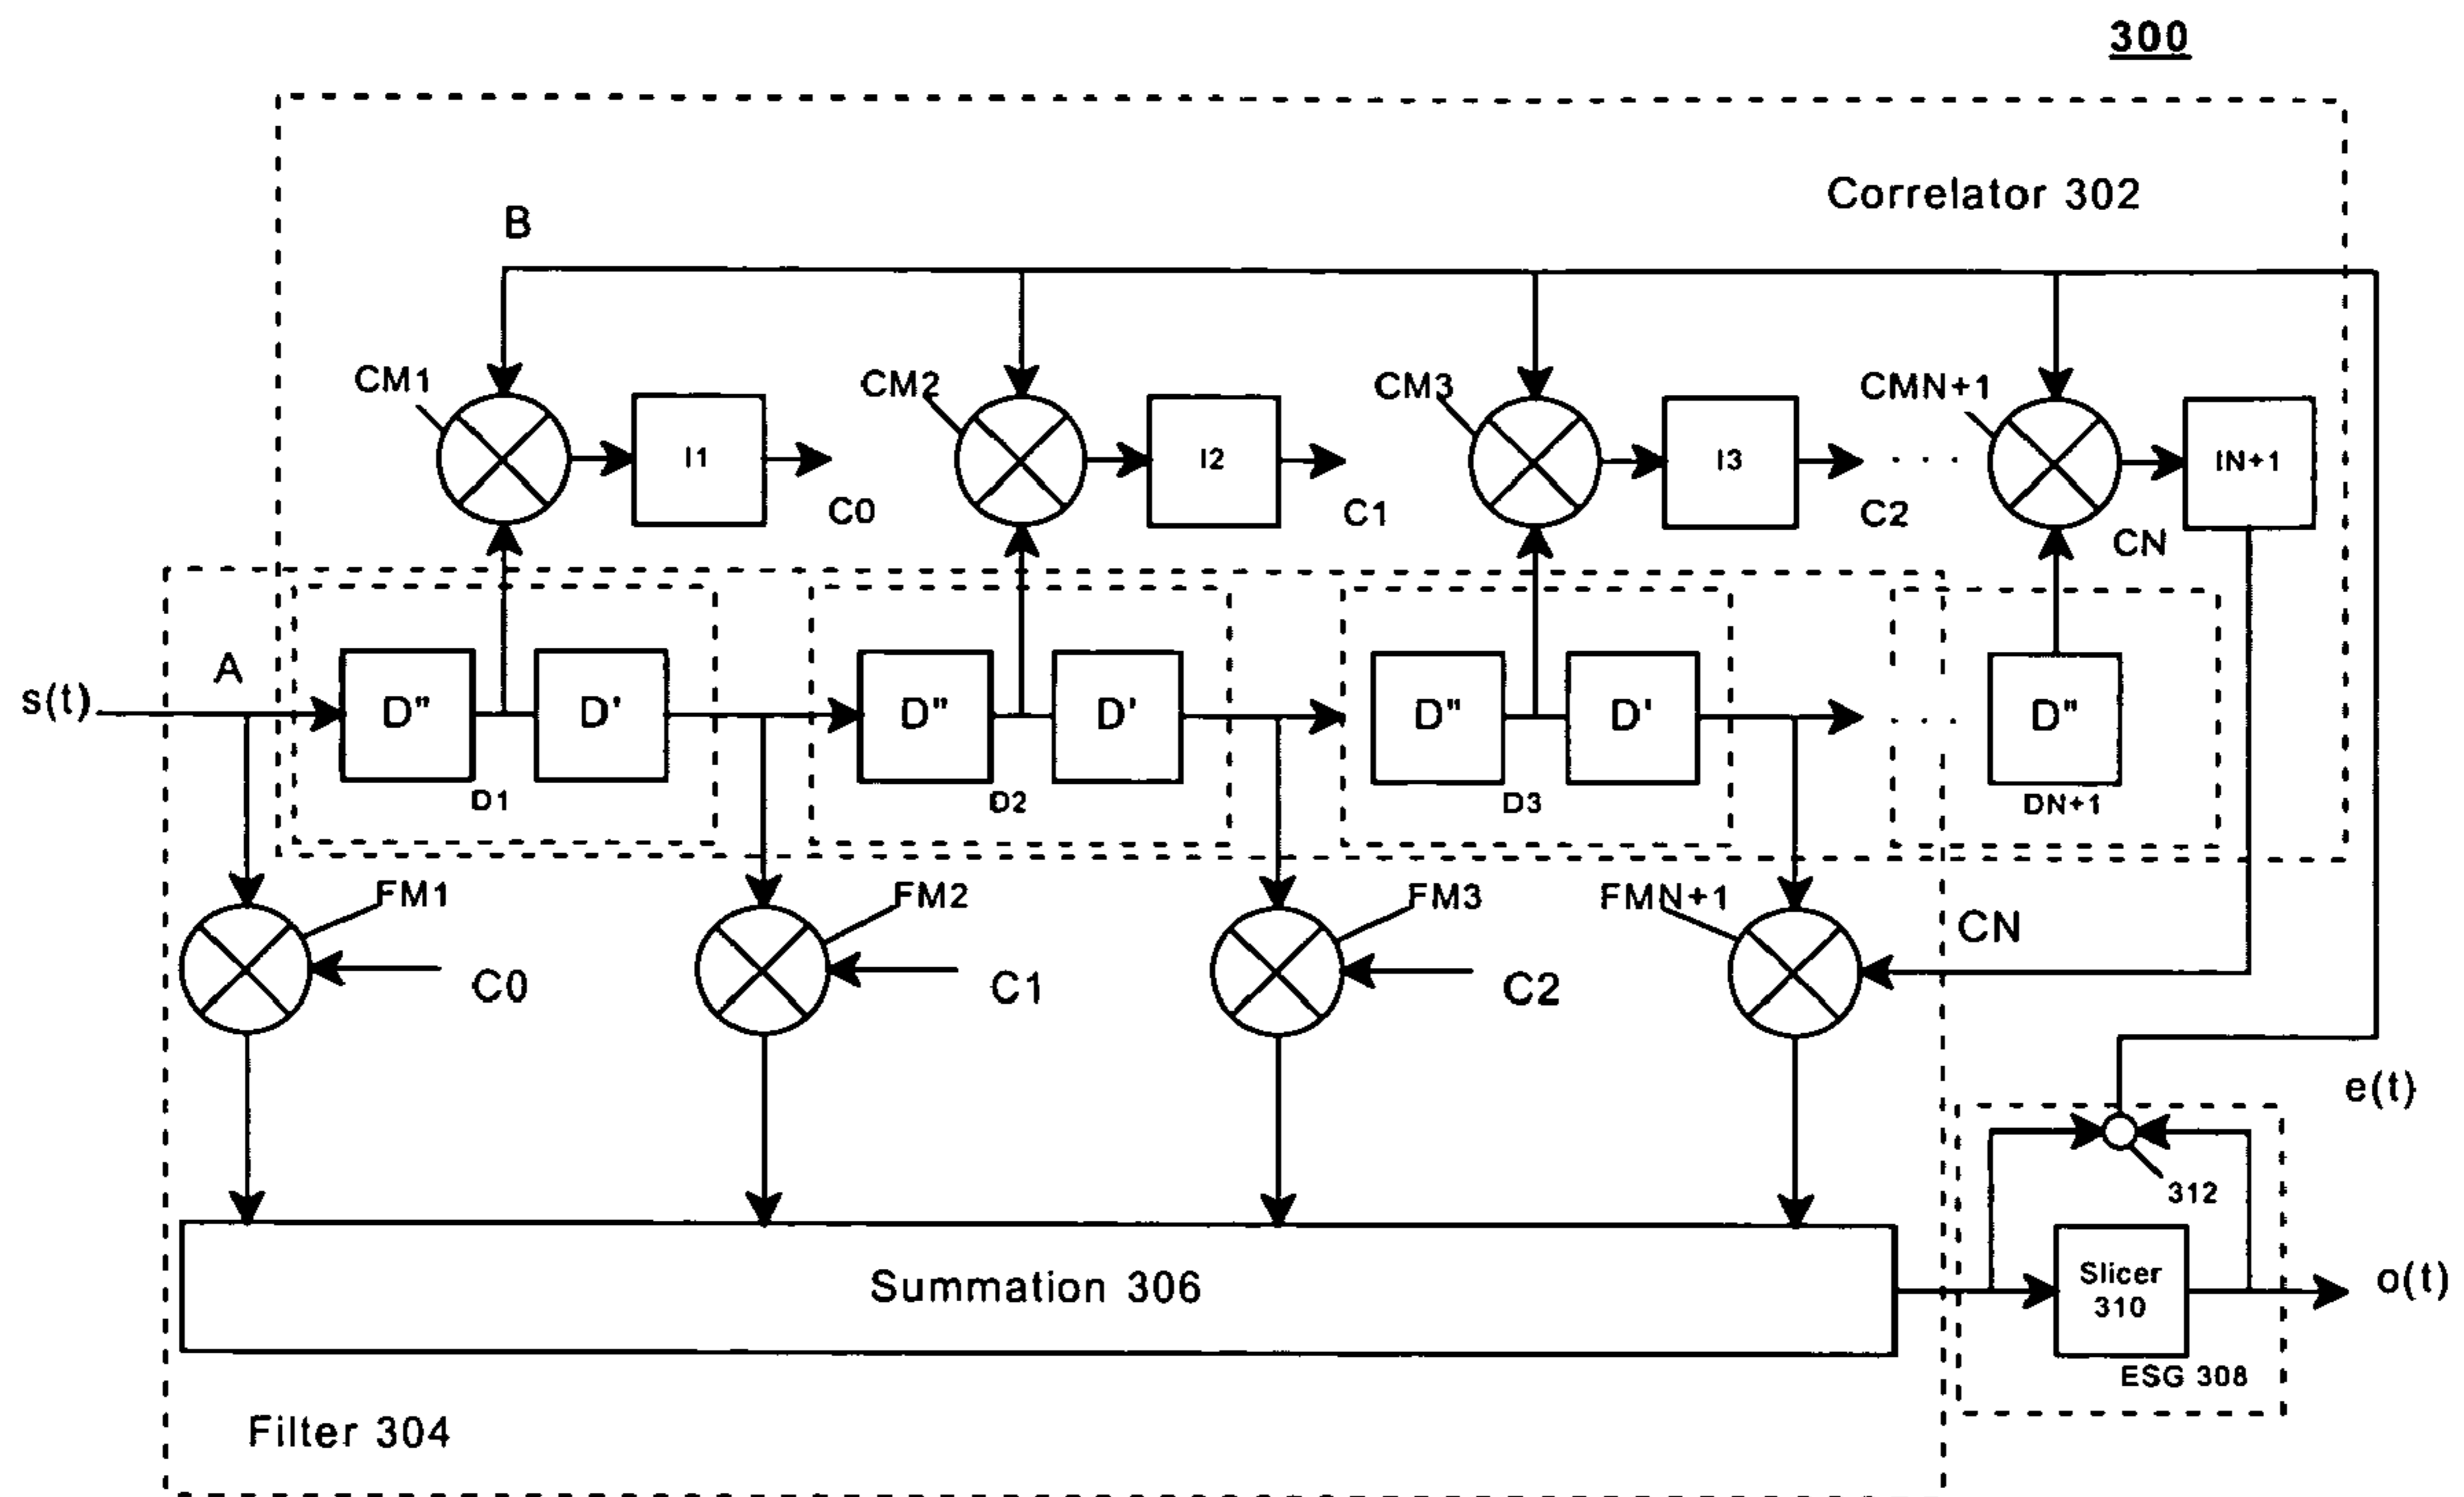 300
Correlator 302
B
CM1
CM2
CM3
CMN+1
I1
I2
I3
. . .
IN+1
C0
C1
C2
CN
A
s(t)
D"
D'
D"
D'
D"
D'
. . .
D"
D1
D2
D3
DN+1
FM1
FM2
FM3
FMN+1
CN
C0
C1
C2
e(t)
312
Summation 306
Slicer
310
o(t)
ESG 308
Filter 304